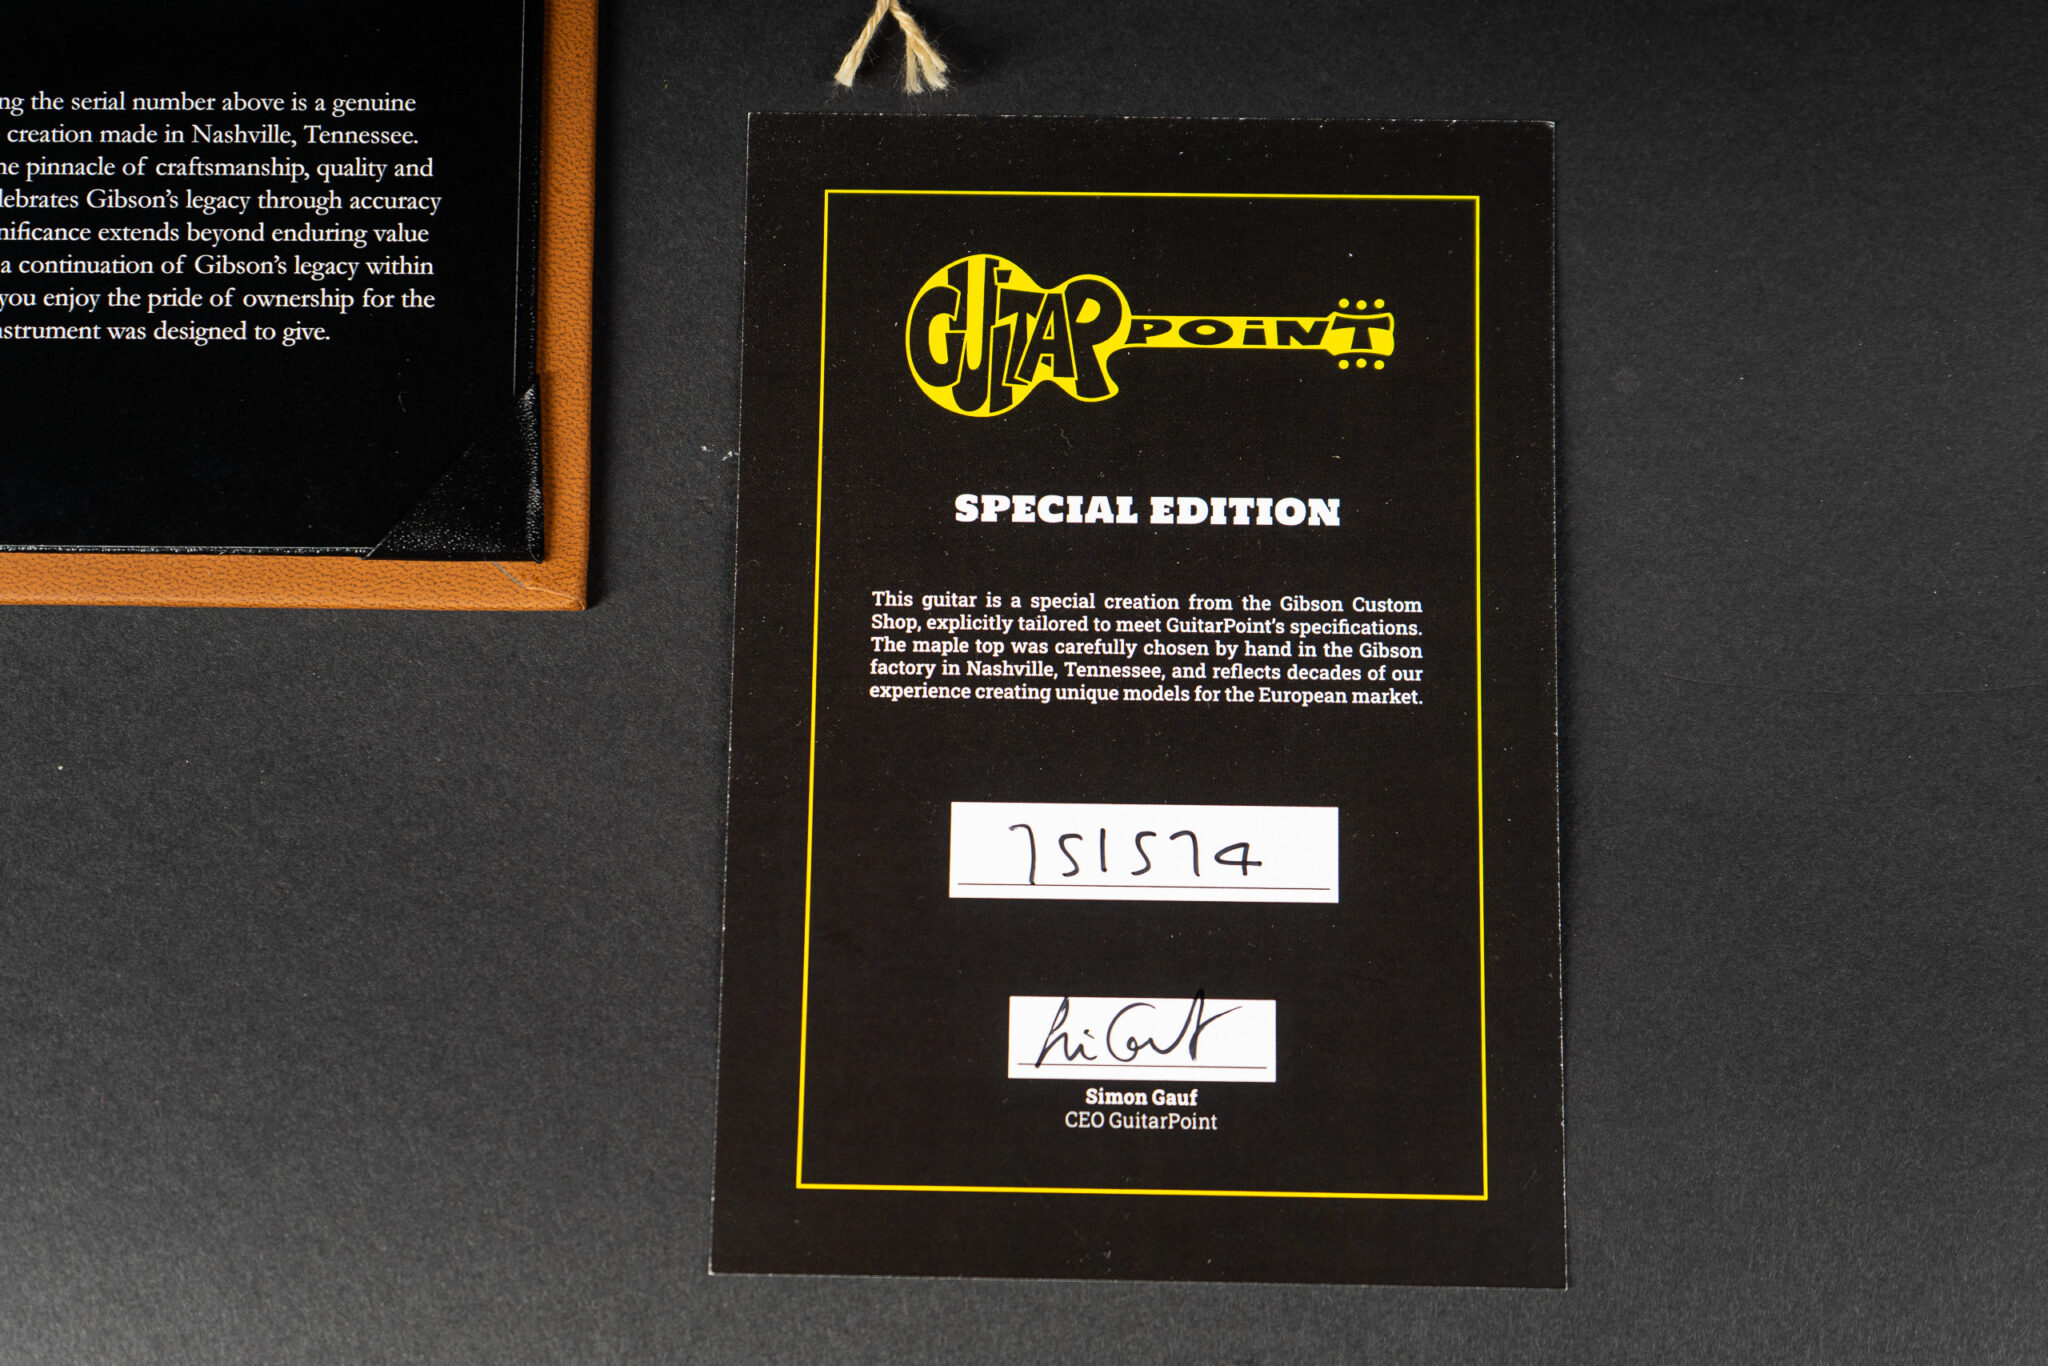 ng the serial number above is a genuine
creation made in Nashville, Tennessee.
he pinnacle of craftsmanship, quality and
lebrates Gibson's legacy through accuracy
nificance extends beyond enduring value
a continuation of Gibson's legacy within
you enjoy the pride of ownership for the
nstrument was designed to give.
GUITAR POINT
SPECIAL EDITION
This guitar is a special creation from the Gibson Custom
Shop, explicitly tailored to meet GuitarPoint's specifications.
The maple top was carefully chosen by hand in the Gibson
factory in Nashville, Tennessee, and reflects decades of our
experience creating unique models for the European market.
751574
Simon Gauf
CEO GuitarPoint